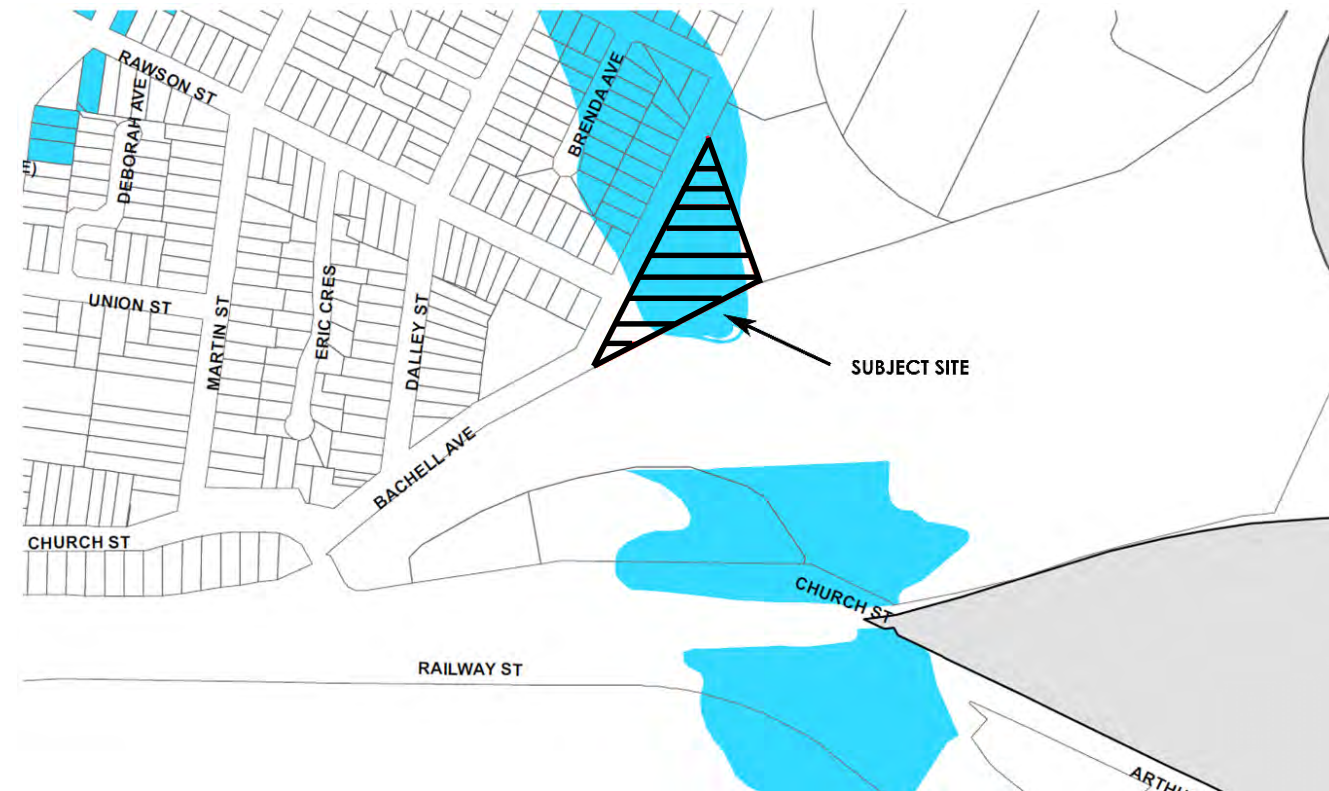 RAWSON ST
BRENDA AVE
DEBORAH AVE
E)
UNION ST
MARTIN ST
ERIC CRES
DALLEY ST
SUBJECT SITE
BACHELL AVE
CHURCH ST
CHURCH ST
RAILWAY ST
ARTHU